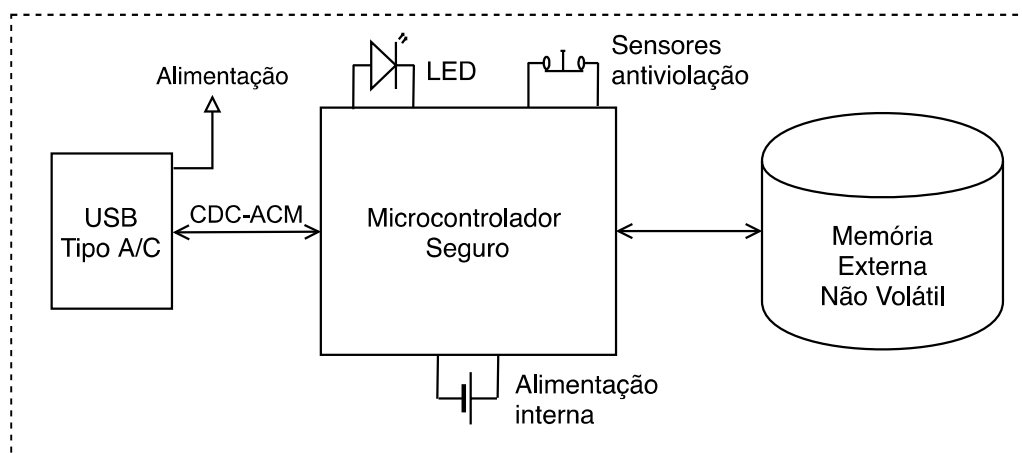 Alimentação
LED
Sensores
antiviolação
USB
Tipo A/C
CDC-ACM
Microcontrolador
Seguro
Memória
Externa
Não Volátil
Alimentação
interna